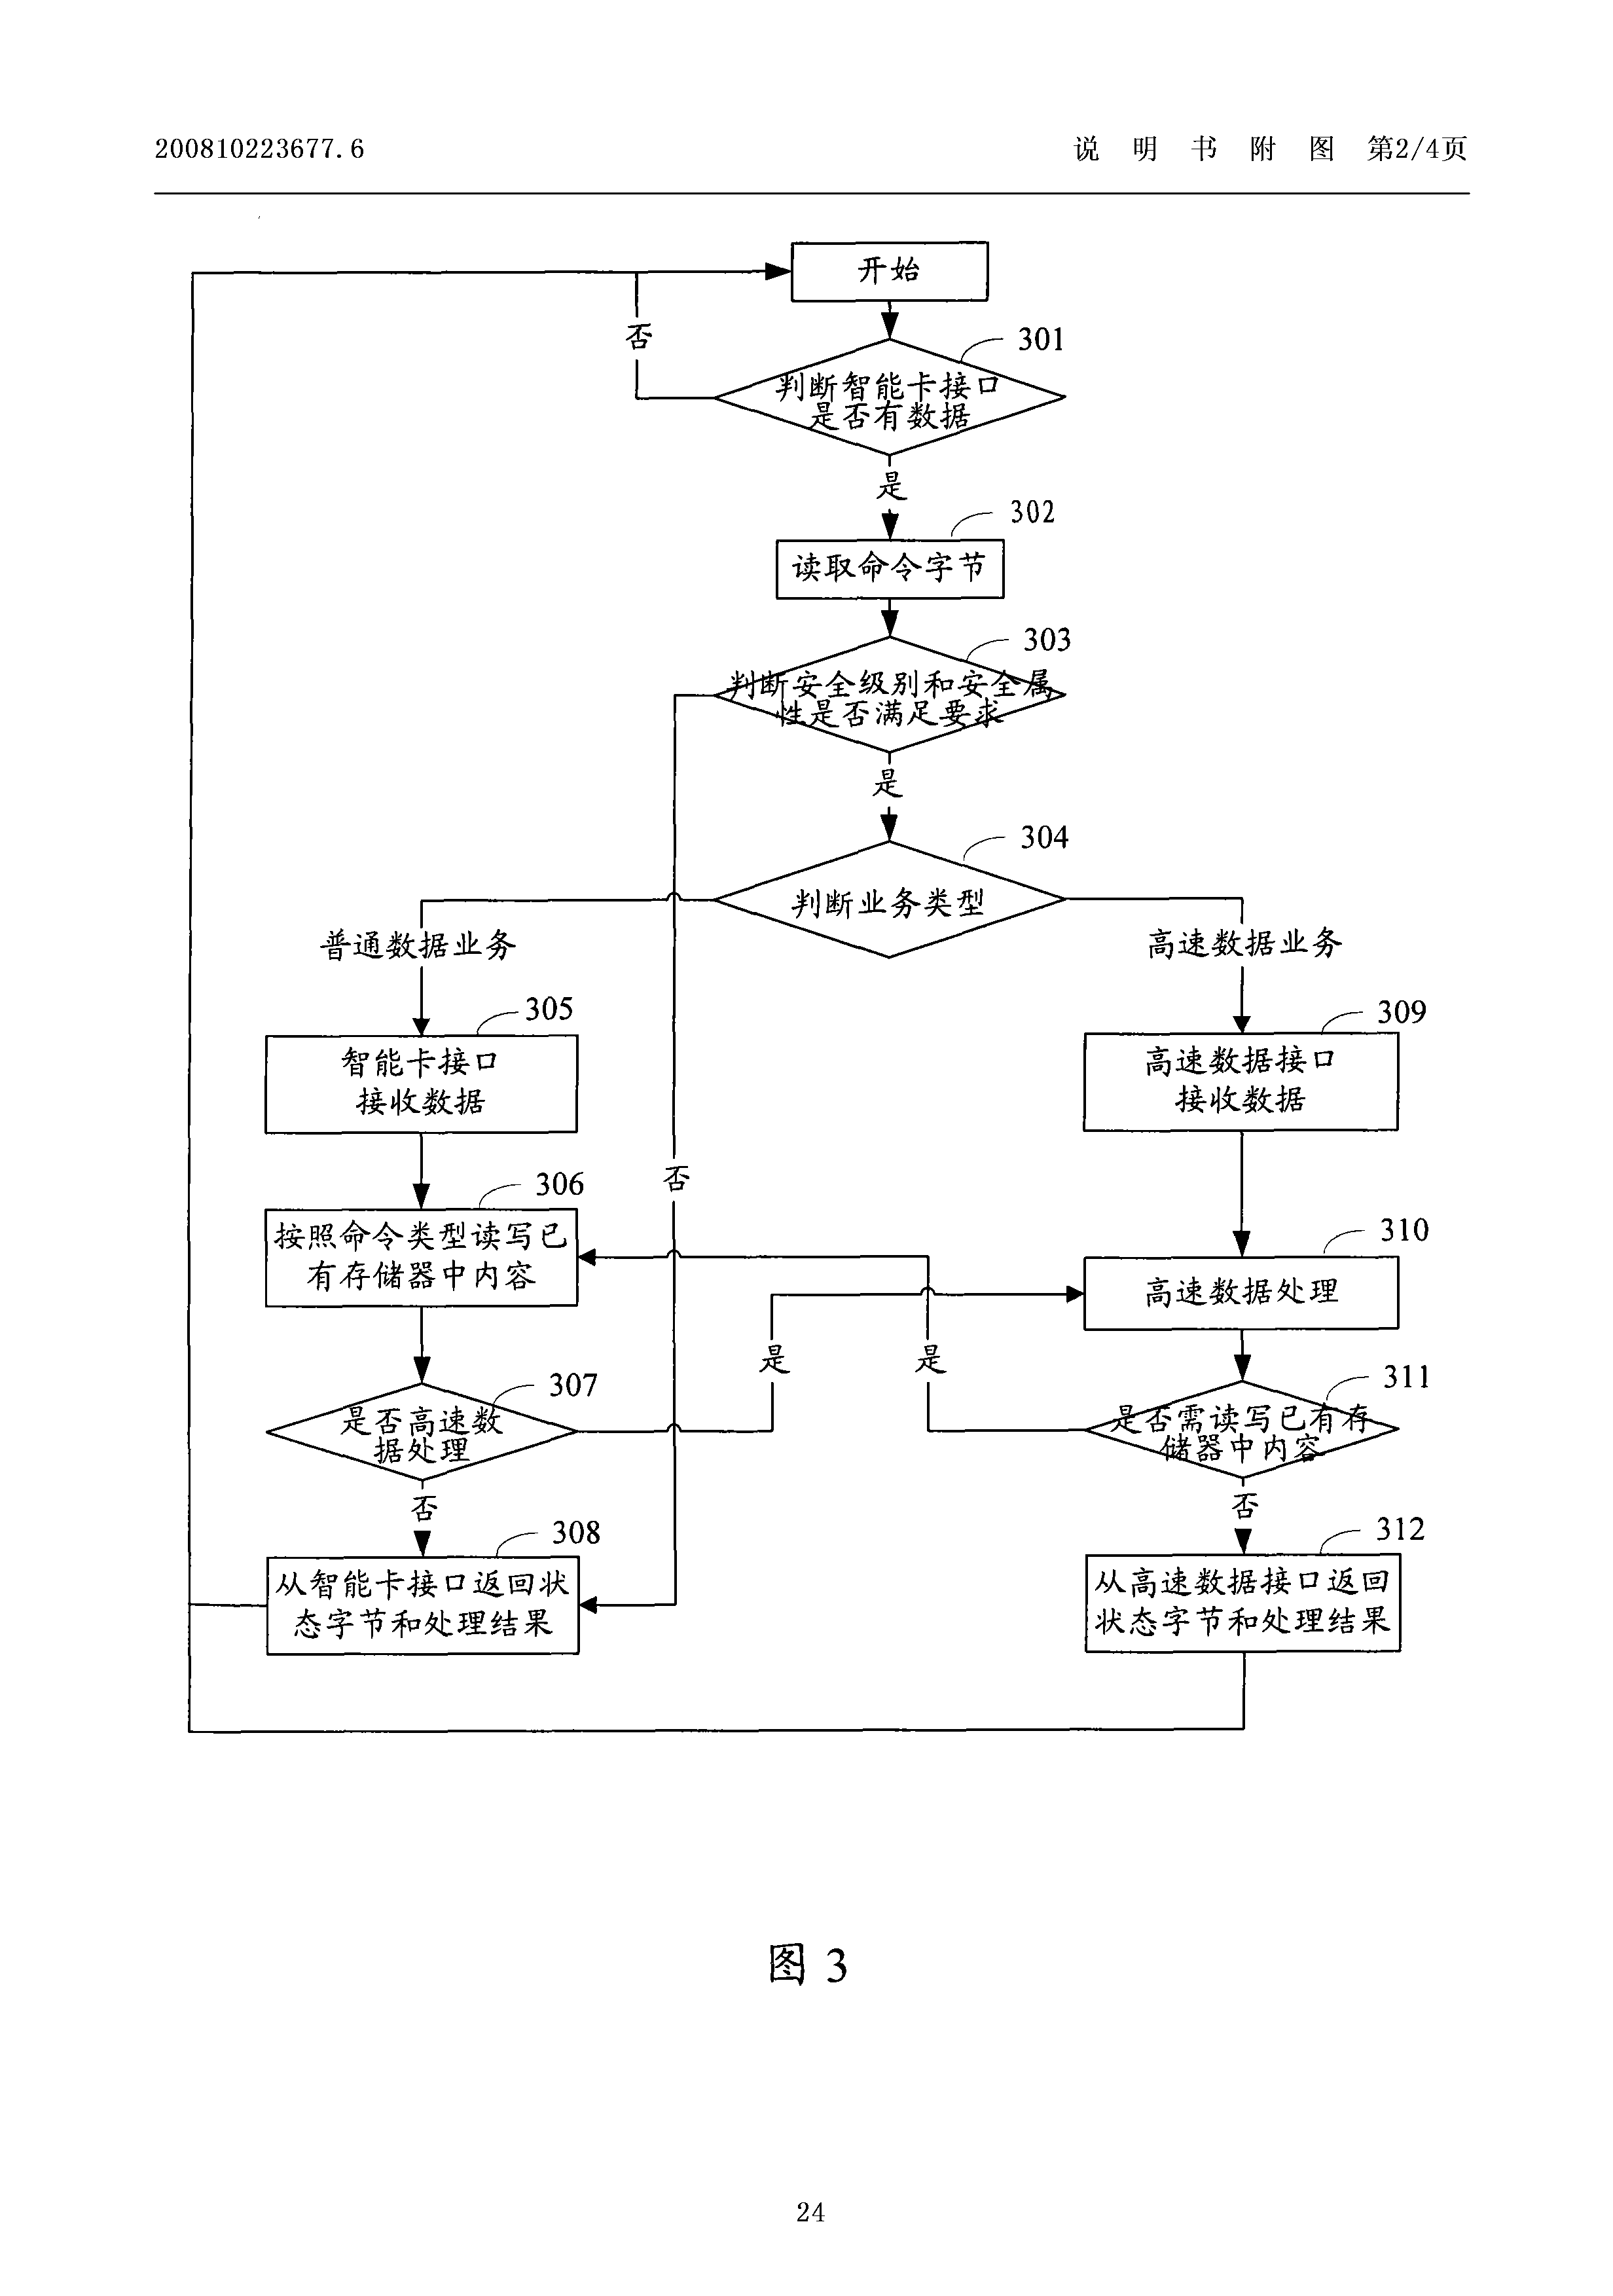 200810223677.6
说 明 书 附 图 第2/4页
开始
否
301
判断智能卡接口
是否有数据
是
302
读取命令字节
303
判断安全级别和安全属
性是否满足要求
是
304
判断业务类型
普通数据业务
高速数据业务
305
309
智能卡接口
接收数据
高速数据接口
接收数据
否
306
按照命令类型读写已
有存储器中内容
310
高速数据处理
是
是
307
是否高速数
据处理
311
是否需读写已有存
储器中内容
否
否
308
从智能卡接口返回状
态字节和处理结果
312
从高速数据接口返回
状态字节和处理结果
图 3
24